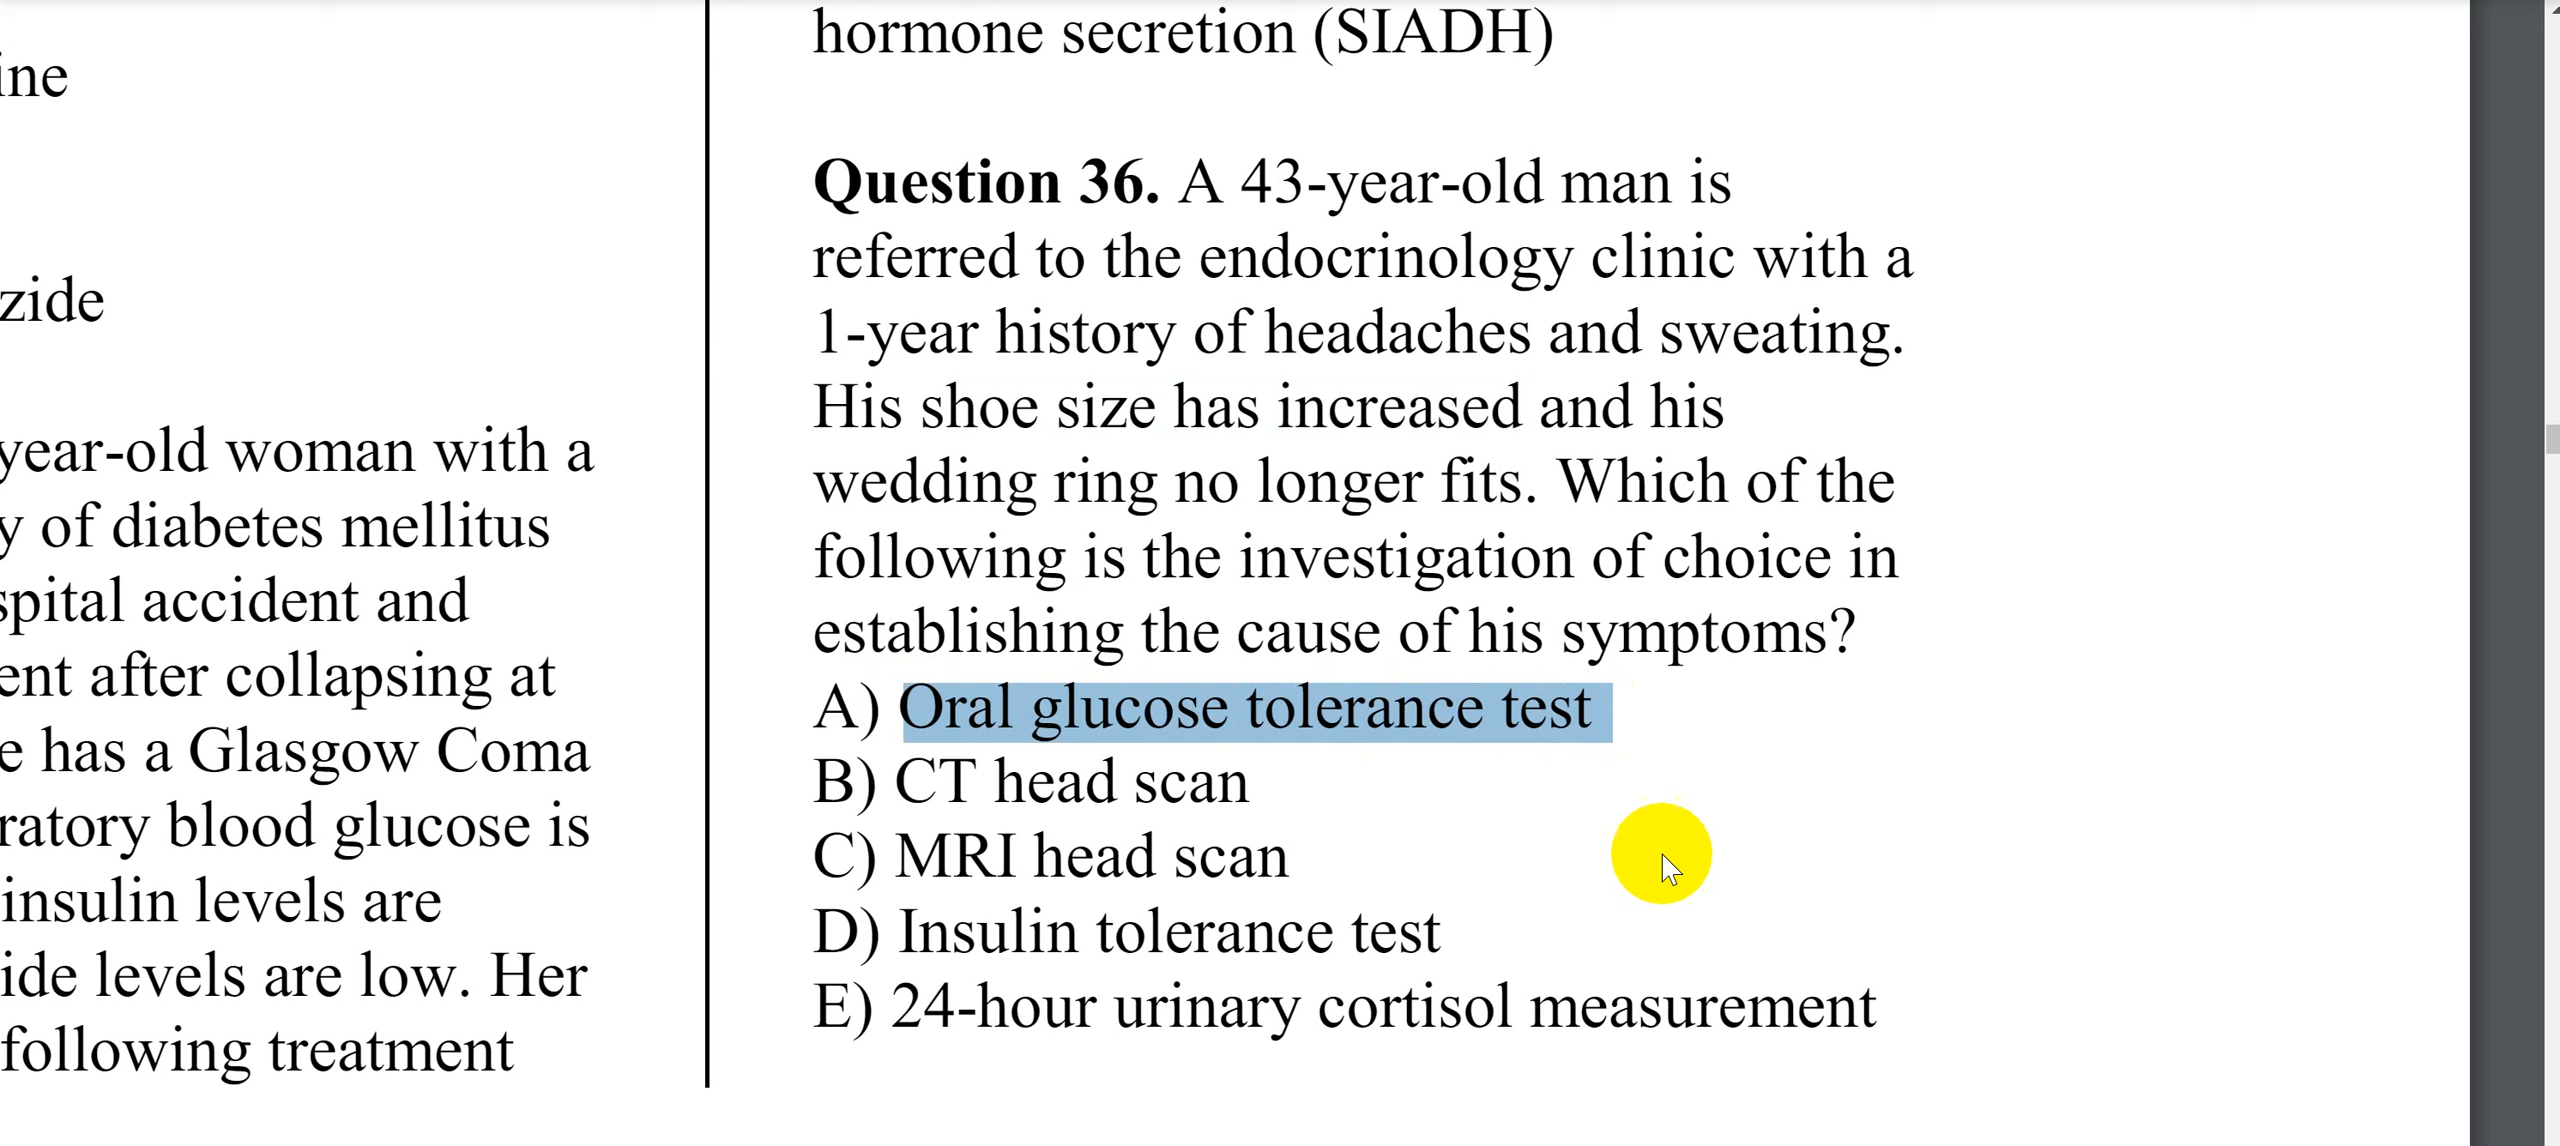 ine
zide
year-old woman with a
y of diabetes mellitus
spital accident and
ent after collapsing at
e has a Glasgow Coma
ratory blood glucose is
insulin levels are
ide levels are low. Her
following treatment
hormone secretion (SIADH)
Question 36. A 43-year-old man is
referred to the endocrinology clinic with a
1-year history of headaches and sweating.
His shoe size has increased and his
wedding ring no longer fits. Which of the
following is the investigation of choice in
establishing the cause of his symptoms?
A) Oral glucose tolerance test
B) CT head scan
C) MRI head scan
D) Insulin tolerance test
E) 24-hour urinary cortisol measurement